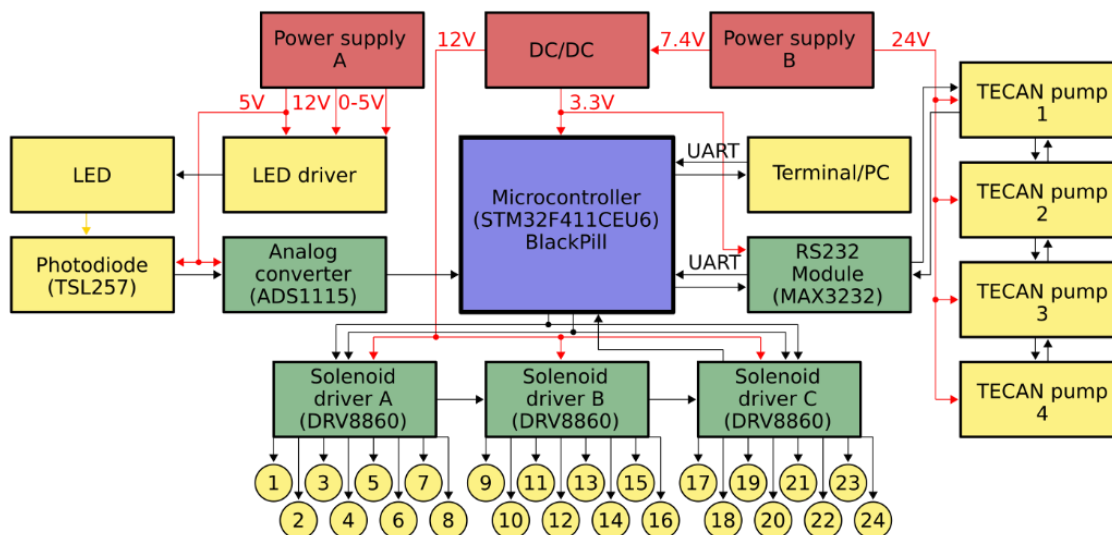 Power supply
A
12V
DC/DC
7.4V
Power supply
B
24V
5V
12V
0-5V
3.3V
TECAN pump
1
LED
LED driver
Microcontroller
(STM32F411CEU6)
BlackPill
UART
Terminal/PC
TECAN pump
2
Photodiode
(TSL257)
Analog
converter
(ADS1115)
UART
RS232
Module
(MAX3232)
TECAN pump
3
Solenoid
driver A
(DRV8860)
Solenoid
driver B
(DRV8860)
Solenoid
driver C
(DRV8860)
TECAN pump
4
1
3
5
7
9
11
13
15
17
19
21
23
2
4
6
8
10
12
14
16
18
20
22
24